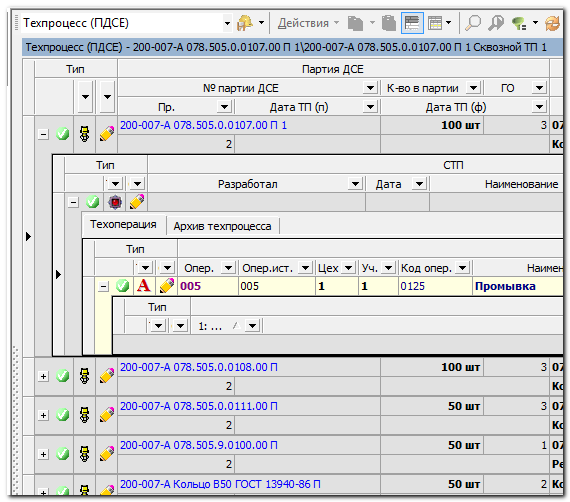 Техпроцесс (ПДСЕ) Действия
Техпроцесс (ПДСЕ) - 200-007-А 078.505.0.0107.00 П 1\200-007-А 078.505.0.0107.00 П 1 Сквозной ТП 1
Тип Партия ДСЕ
№ партии ДСЕ К-во в партии ГО
Пр. Дата ТП (п) Дата ТП (ф)
200-007-А 078.505.0.0107.00 П 1 100 шт 3 07
2 Ко
Тип СТП
Разработал Дата Наименование
Техоперация Архив техпроцесса
Тип
Опер. Опер.ист. Цех Уч. Код опер. Наимен
А 005 005 1 1 0125 Промывка
Тип
1: ... /
200-007-А 078.505.0.0108.00 П 100 шт 3 07
2 Ко
200-007-А 078.505.0.0111.00 П 50 шт 3 07
2 Ко
200-007-А 078.505.9.0100.00 П 50 шт 1 07
2 Ре
200-007-А Кольцо В50 ГОСТ 13940-86 П 50 шт 2 Ко